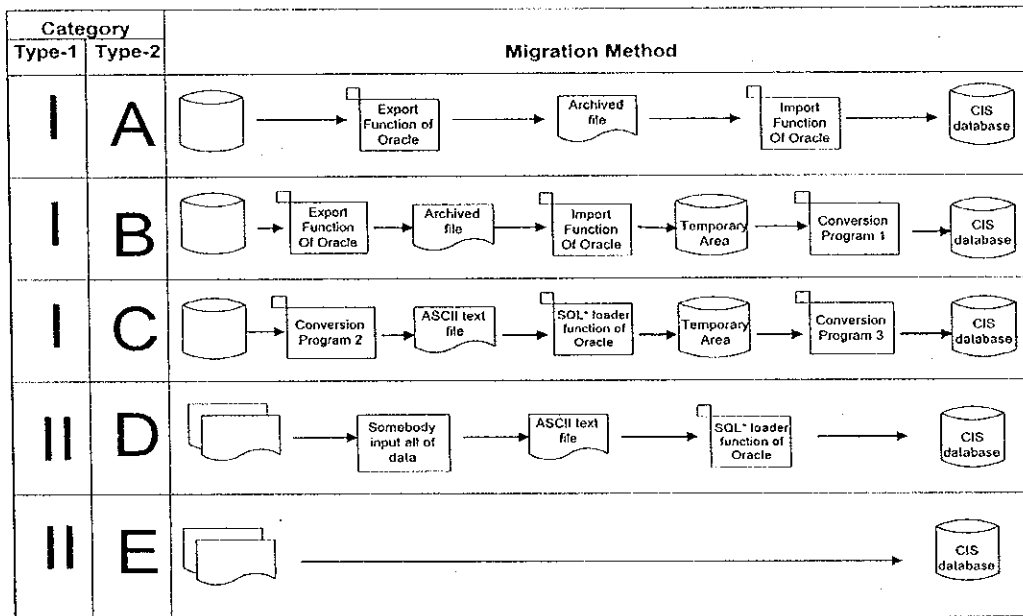 Category
Type-1 Type-2
Migration Method
I
A
Export
Function of
Oracle
Archived
file
Import
Function
Of Oracle
CIS
database
I
B
Export
Function
Of Oracle
Archived
file
Import
Function
Of Oracle
Temporary
Area
Conversion
Program 1
CIS
database
I
C
Conversion
Program 2
ASCII text
file
SQL* loader
function of
Oracle
Temporary
Area
Conversion
Program 3
CIS
database
II
D
Somebody
input all of
data
ASCII text
file
SQL* loader
function of
Oracle
CIS
database
II
E
CIS
database